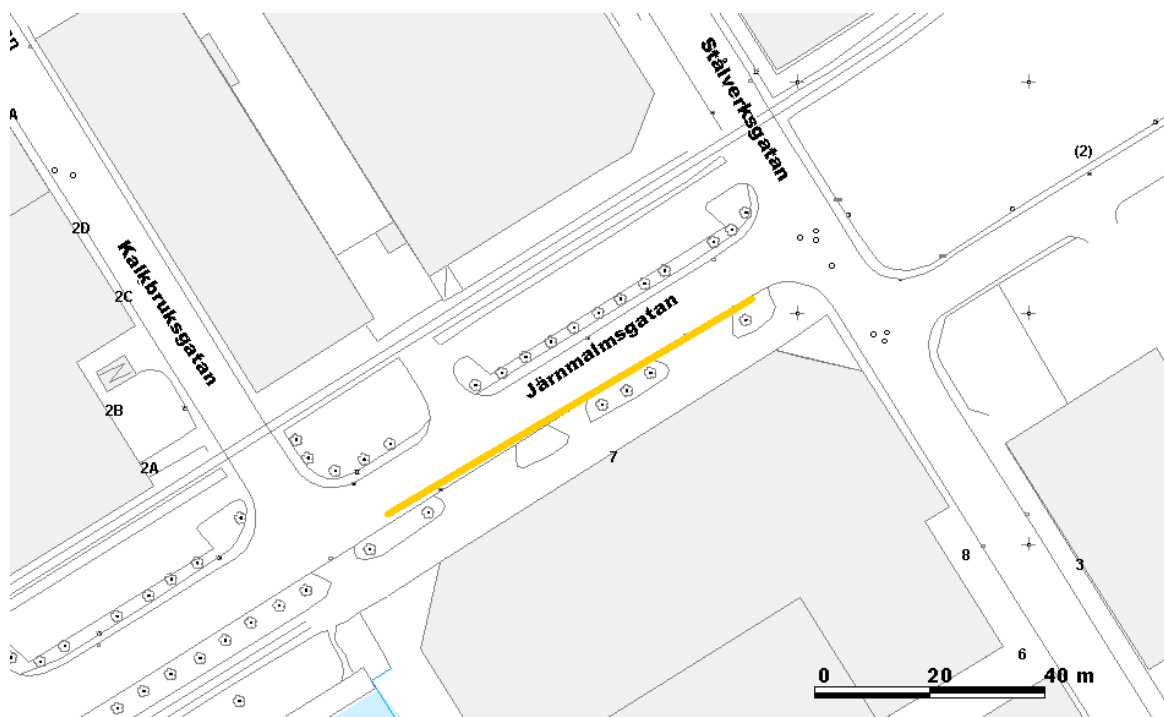 Stålverksgatan
(2)
A
2D
Kalkbruksgatan
2C
Järnmalmsgatan
2B
2A
7
8
3
6
0 20 40 m